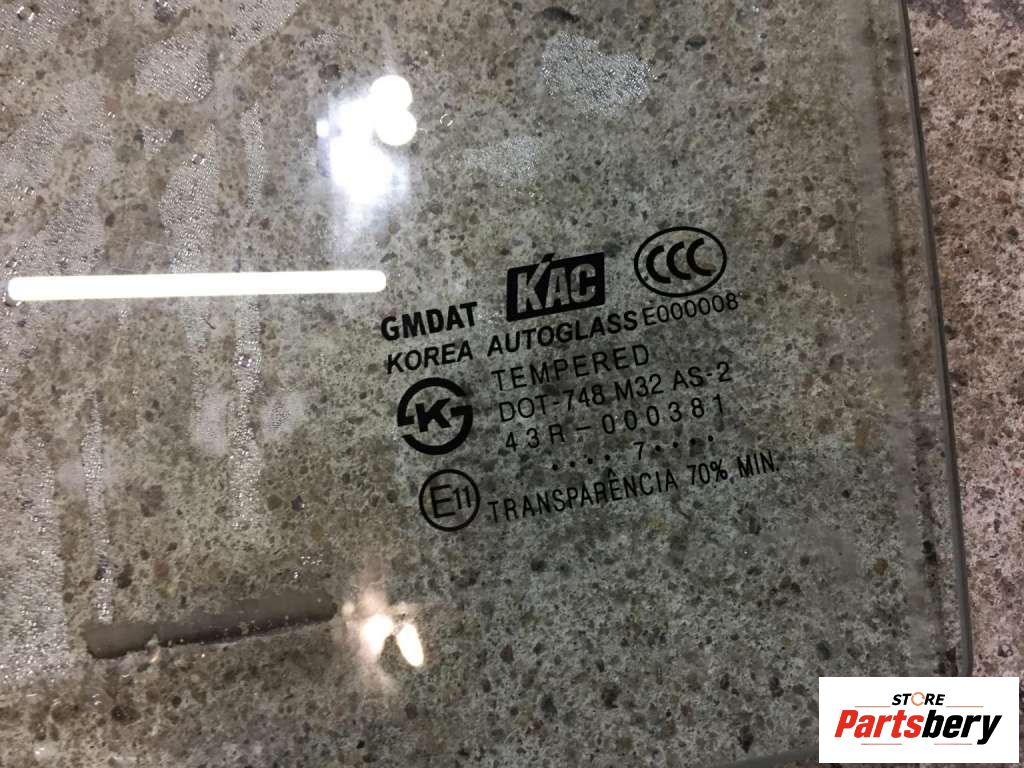 GMDAT KAC CCC
KOREA AUTOGLASS E000008
TEMPERED
K
DOT-748 M32 AS-2
43R-000381
.... 7....
E11 TRANSPARÊNCIA 70% MIN.
STORE
Partsbery